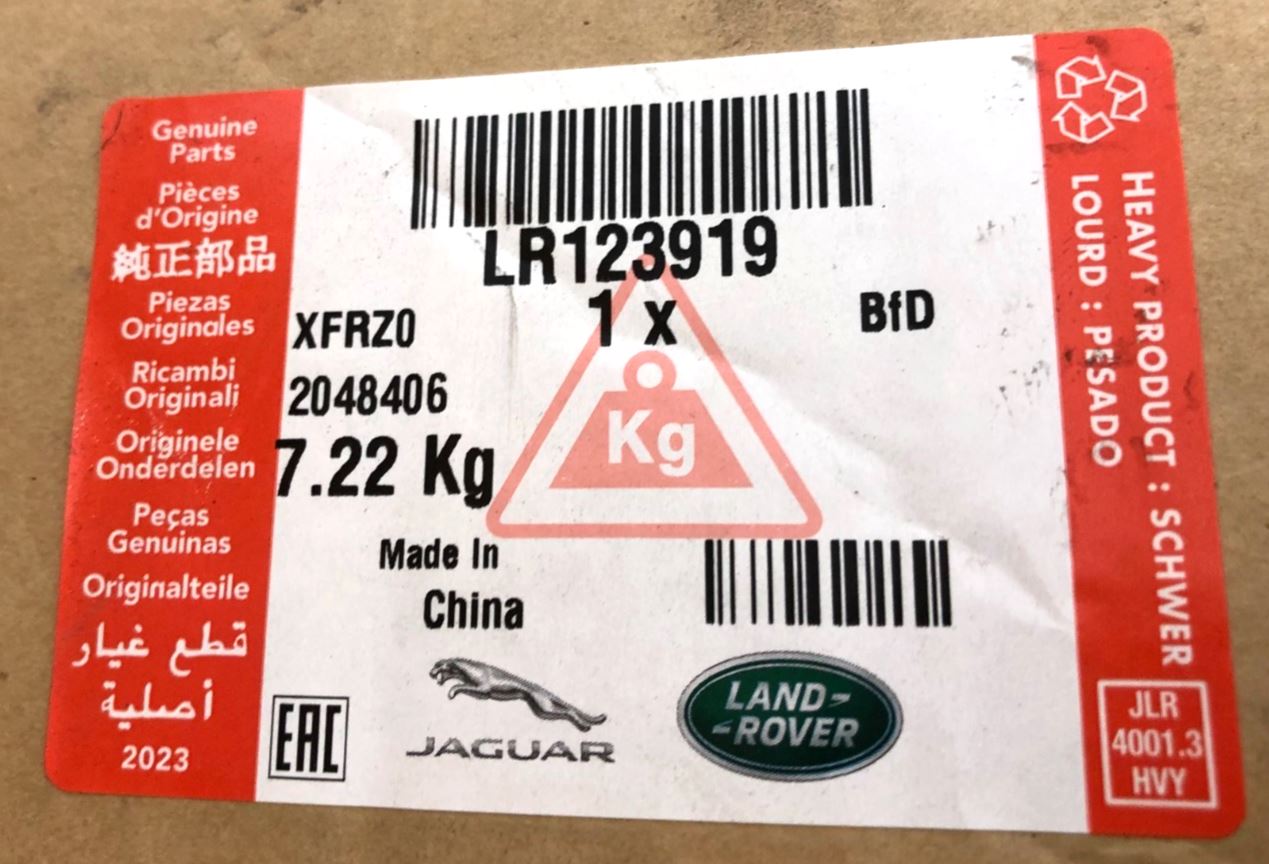 Genuine
Parts
Pièces
d'Origine
純正部品
Piezas
Originales
Ricambi
Originali
Originele
Onderdelen
Peças
Genuinas
Originalteile
قطع غيار
أصلية
2023
LR123919
1 x
BfD
XFRZ0
2048406
7.22 Kg
Kg
Made In
China
EAC
JAGUAR
LAND-
-ROVER
HEAVY PRODUCT : SCHWER
LOURD : PESADO
JLR
4001.3
HVY